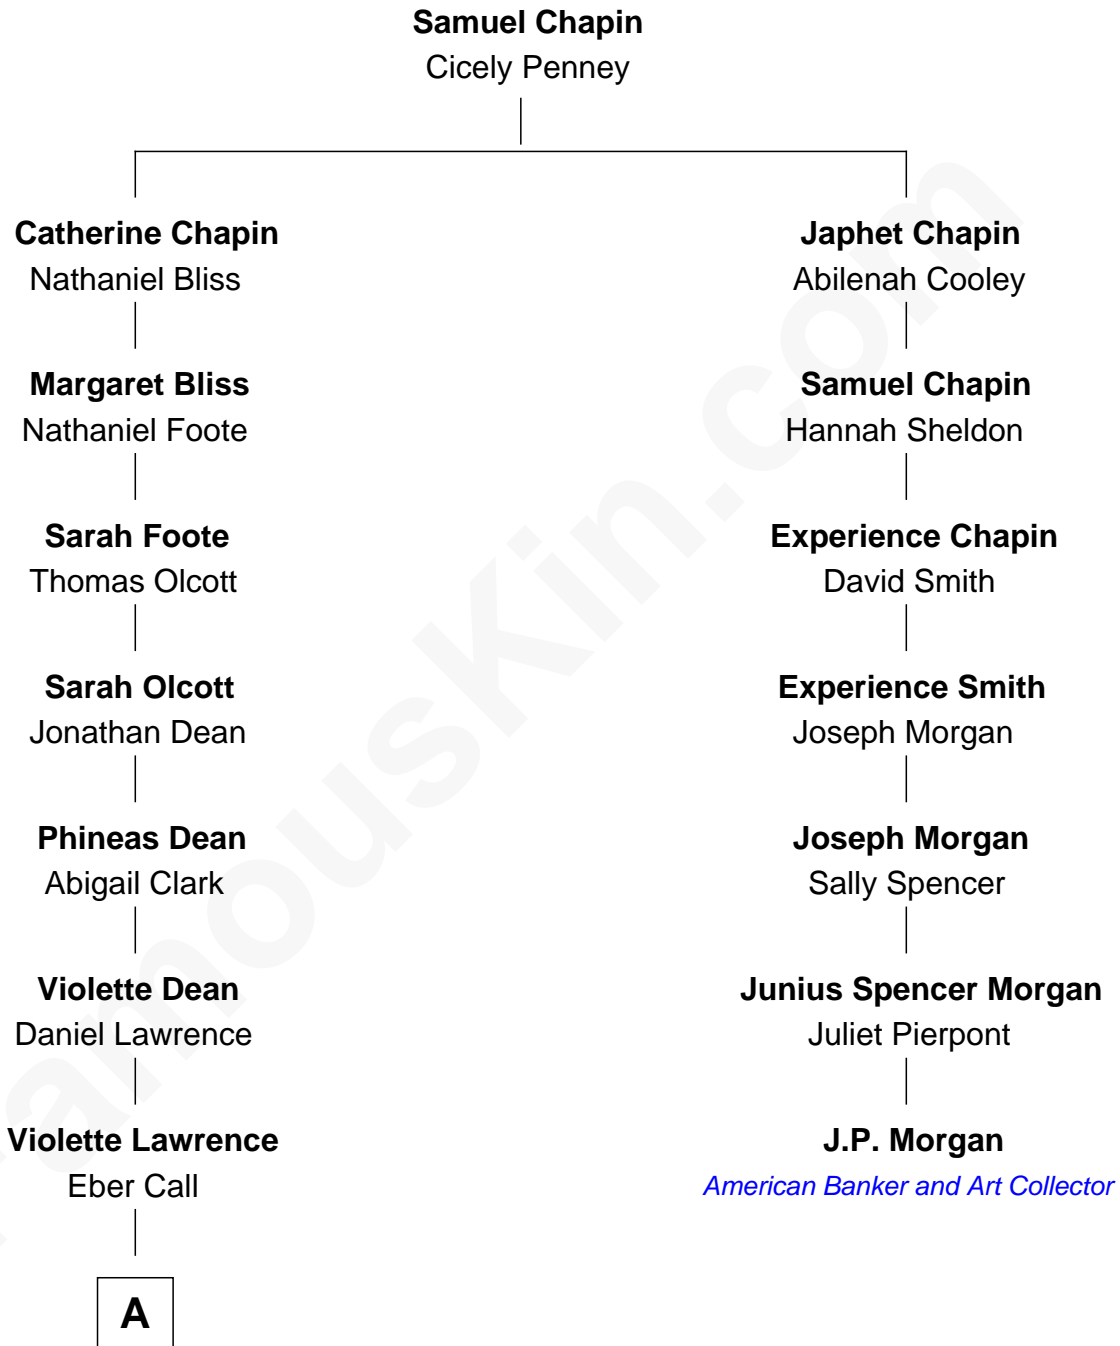 Samuel Chapin
Cicely Penney
Catherine Chapin
Nathaniel Bliss
Margaret Bliss
Nathaniel Foote
Sarah Foote
Thomas Olcott
Sarah Olcott
Jonathan Dean
Phineas Dean
Abigail Clark
Violette Dean
Daniel Lawrence
Violette Lawrence
Eber Call
A
Japhet Chapin
Abilenah Cooley
Samuel Chapin
Hannah Sheldon
Experience Chapin
David Smith
Experience Smith
Joseph Morgan
Joseph Morgan
Sally Spencer
Junius Spencer Morgan
Juliet Pierpont
J.P. Morgan
American Banker and Art Collector
FamousKin.com